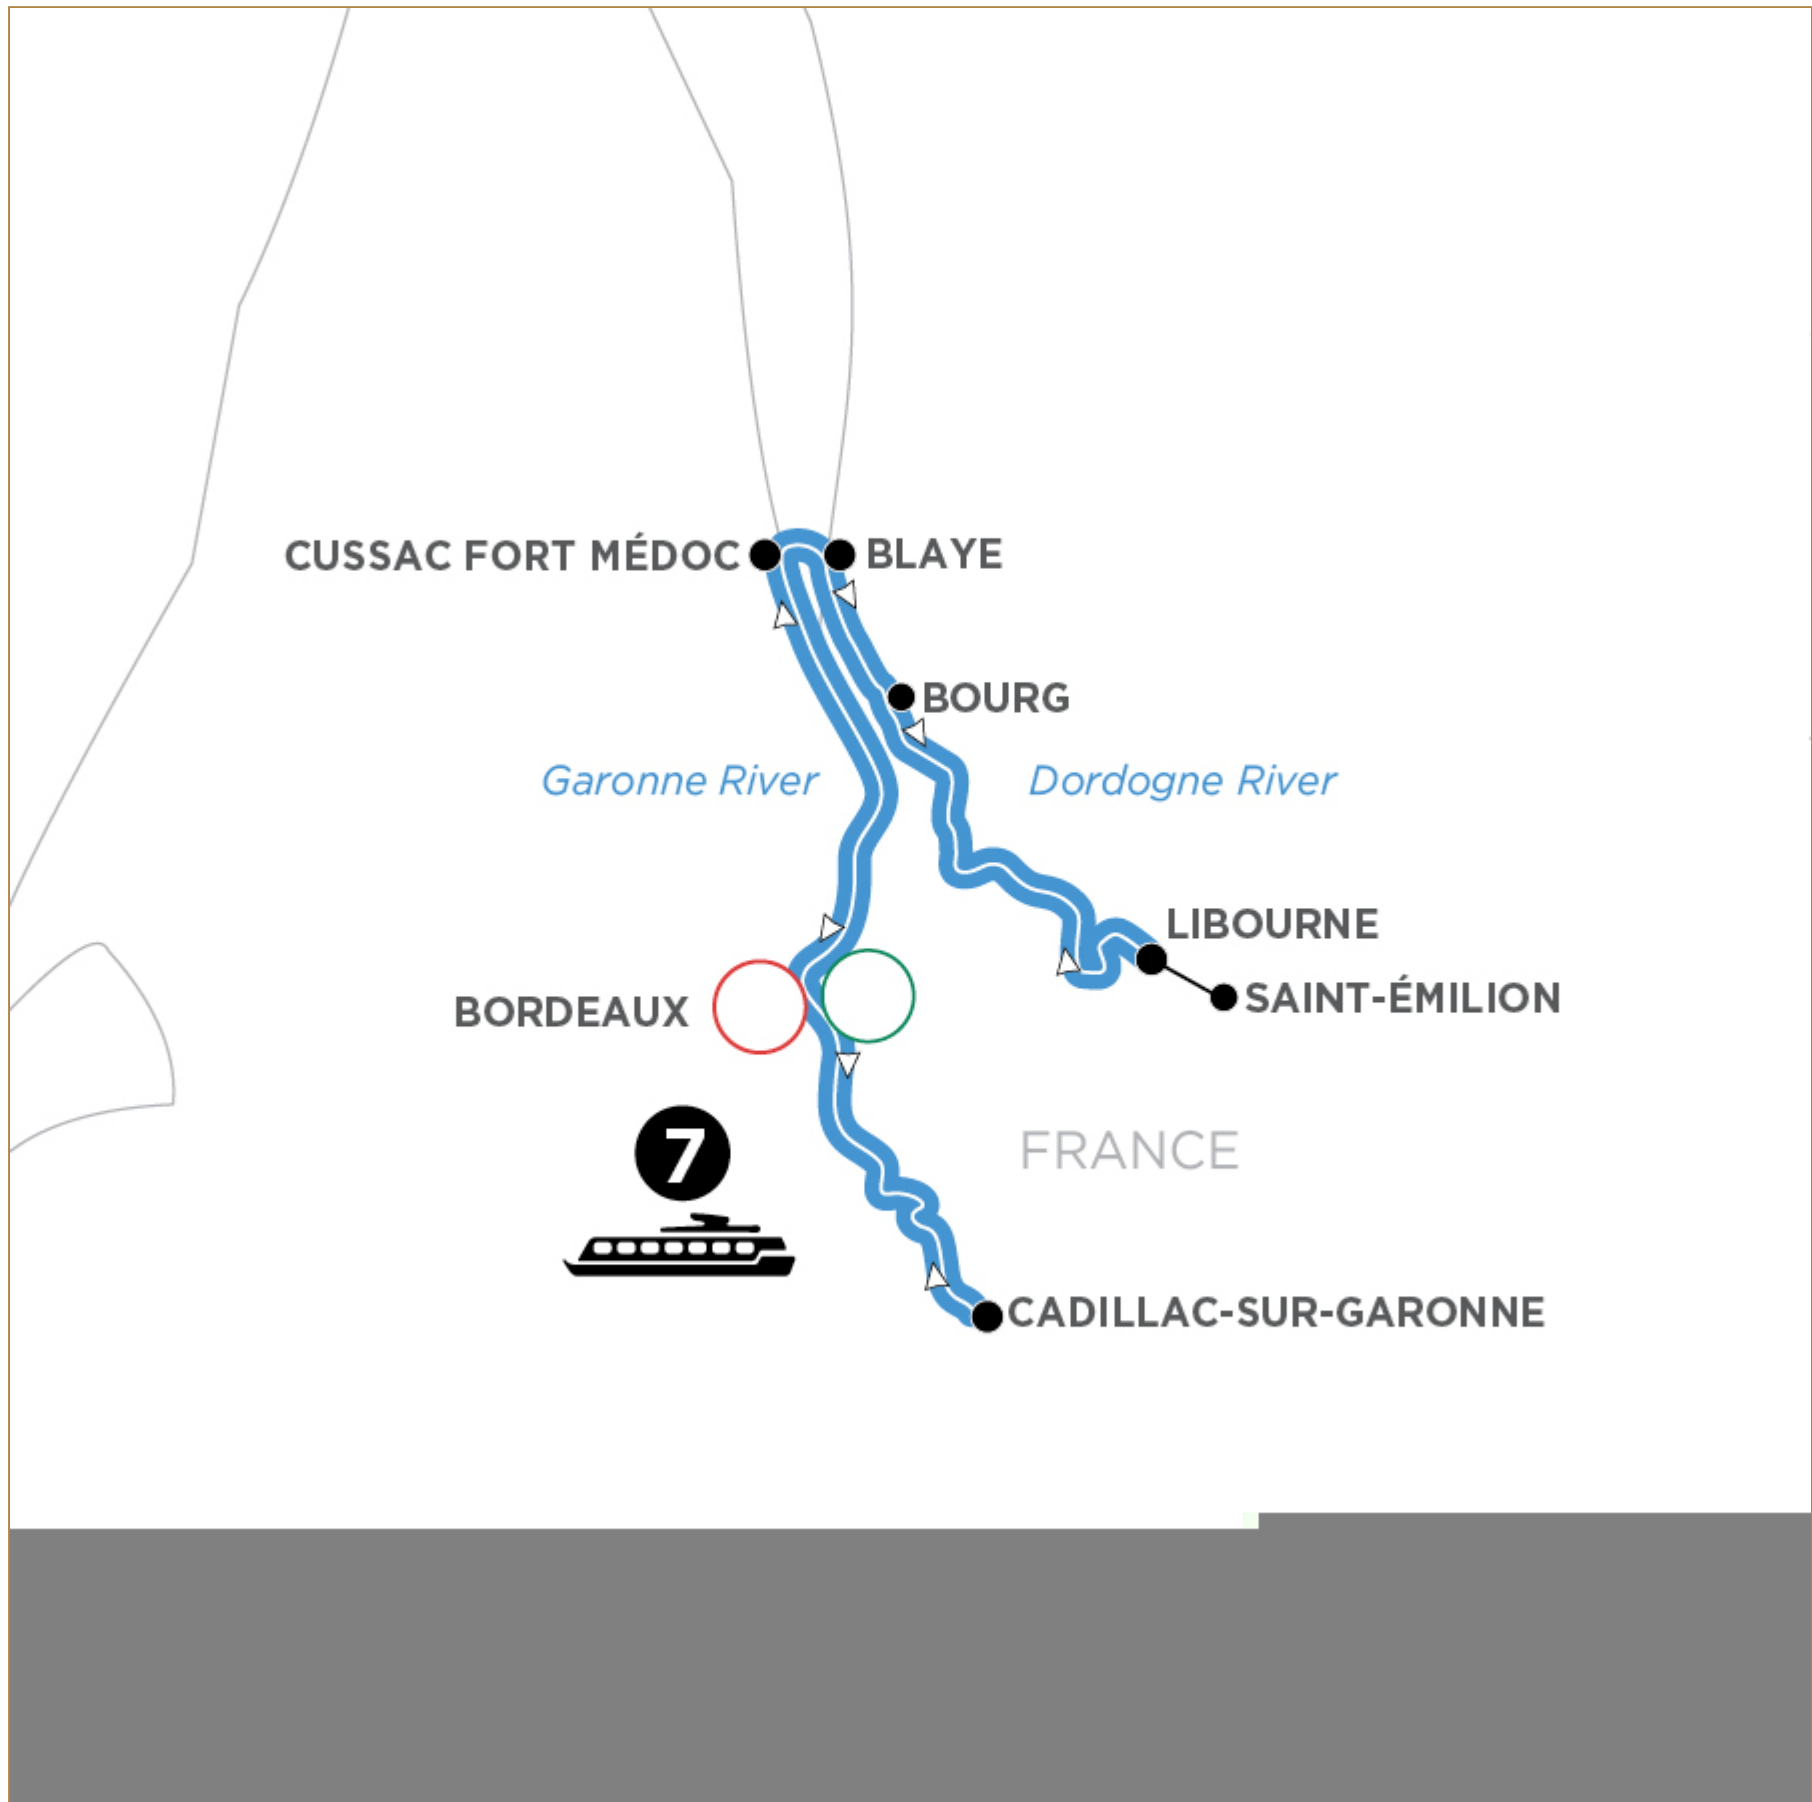 CUSSAC FORT MÉDOC
BLAYE
BOURG
Garonne River
Dordogne River
LIBOURNE
SAINT-ÉMILION
BORDEAUX
7
FRANCE
CADILLAC-SUR-GARONNE